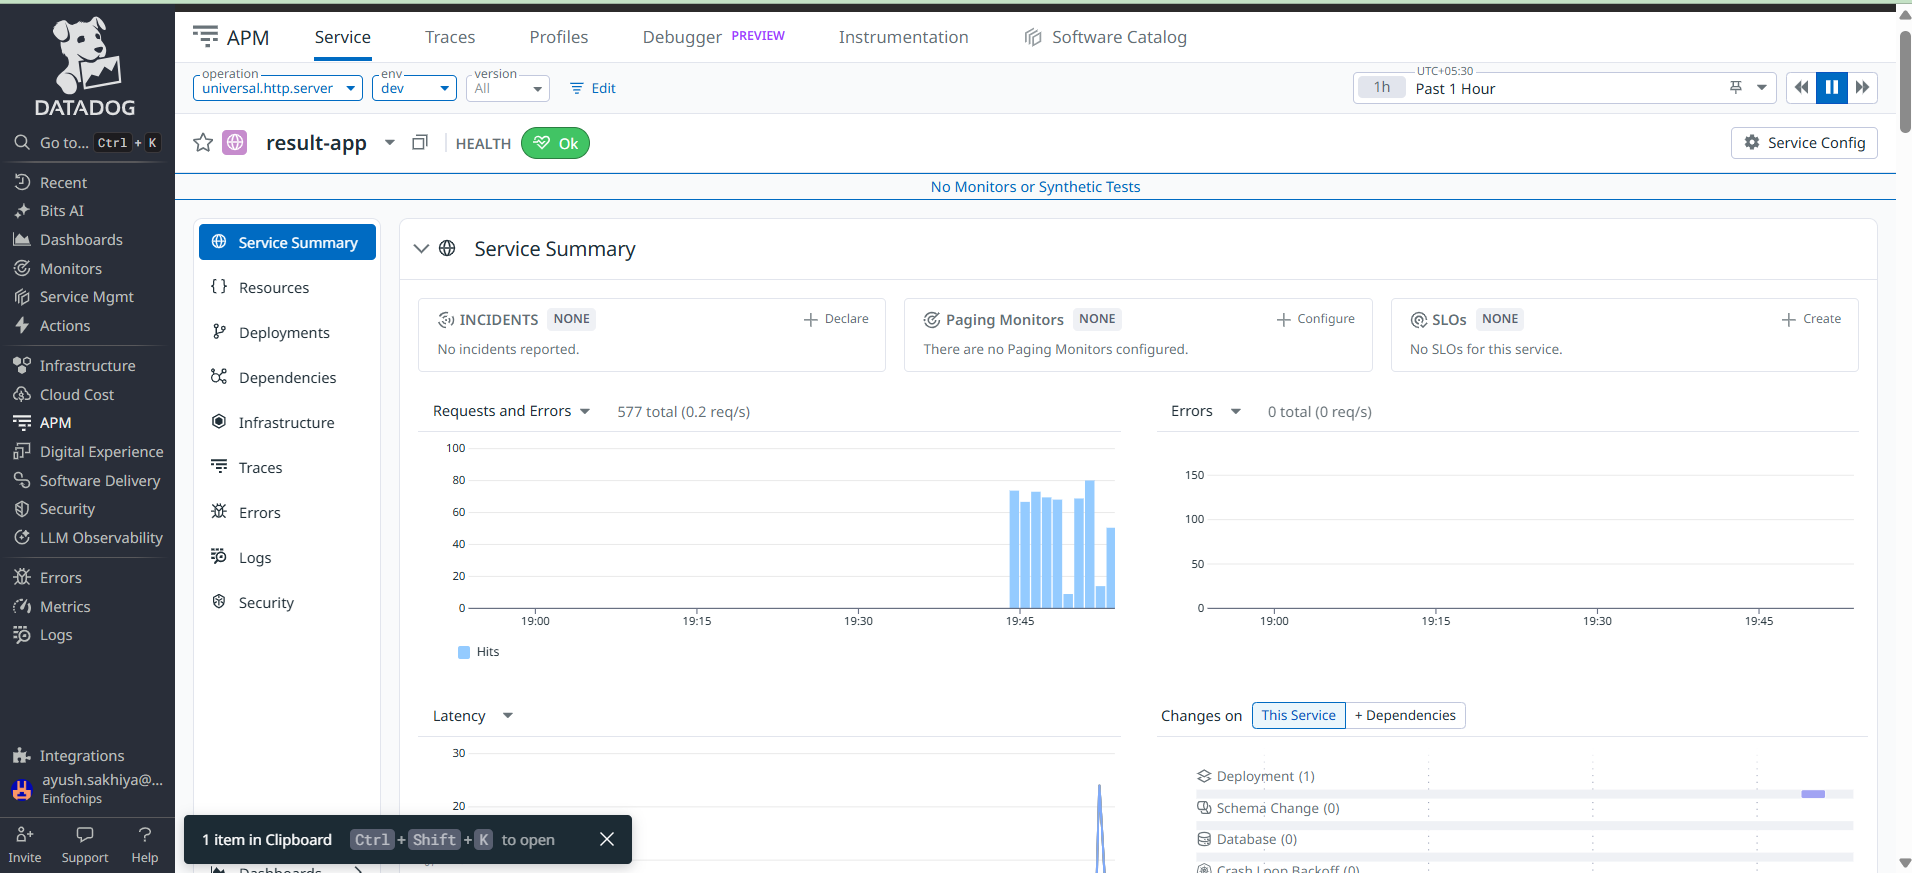 DATADOG
Go to... Ctrl + K
Recent
Bits AI
Dashboards
Monitors
Service Mgmt
Actions
Infrastructure
Cloud Cost
APM
Digital Experience
Software Delivery
Security
LLM Observability
Errors
Metrics
Logs
Integrations
ayush.sakhiya@...
Einfochips
Invite Support Help
APM Service Traces Profiles Debugger PREVIEW Instrumentation Software Catalog
operation env version UTC+05:30
universal.http.server dev All Edit 1h Past 1 Hour
result-app HEALTH Ok Service Config
No Monitors or Synthetic Tests
Service Summary
Resources
Deployments
Dependencies
Infrastructure
Traces
Errors
Logs
Security
Dashboards
Service Summary
INCIDENTS NONE + Declare
No incidents reported.
Paging Monitors NONE + Configure
There are no Paging Monitors configured.
SLOs NONE + Create
No SLOs for this service.
Requests and Errors 577 total (0.2 req/s)
100
80
60
40
20
0
19:00 19:15 19:30 19:45
Hits
Errors 0 total (0 req/s)
150
100
50
0
19:00 19:15 19:30 19:45
Latency
30
20
Changes on This Service + Dependencies
Deployment (1)
Schema Change (0)
Database (0)
Crash Loop Backoff (0)
1 item in Clipboard Ctrl + Shift + K to open